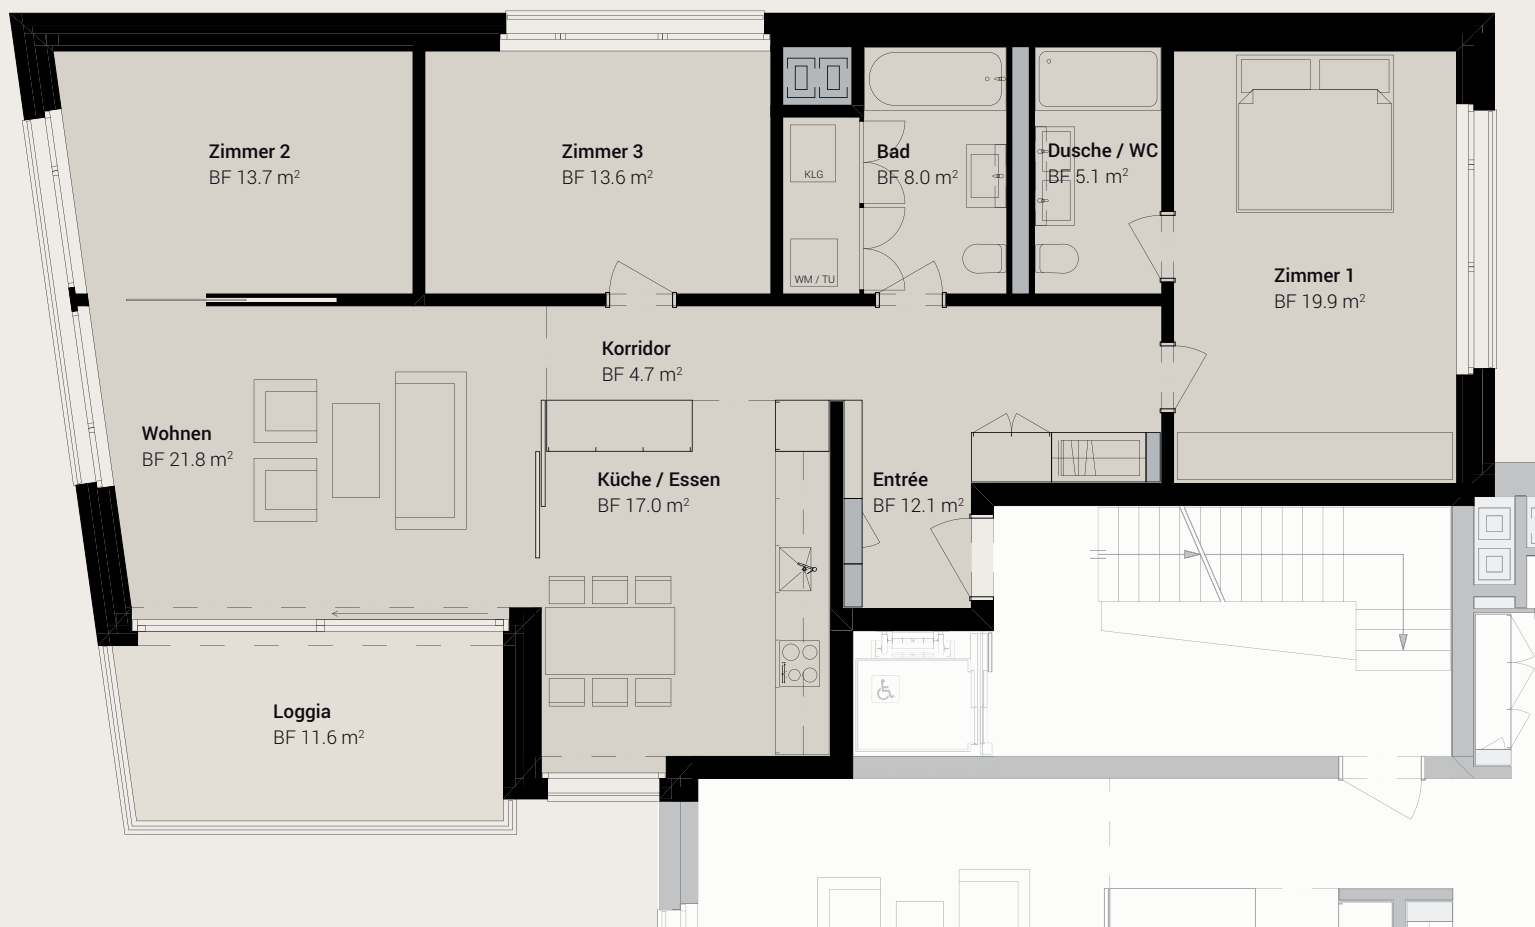 Zimmer 2
BF 13.7 m²
Zimmer 3
BF 13.6 m²
KLG
WM / TU
Bad
BF 8.0 m²
Dusche / WC
BF 5.1 m²
Zimmer 1
BF 19.9 m²
Korridor
BF 4.7 m²
Wohnen
BF 21.8 m²
Küche / Essen
BF 17.0 m²
Entrée
BF 12.1 m²
Loggia
BF 11.6 m²